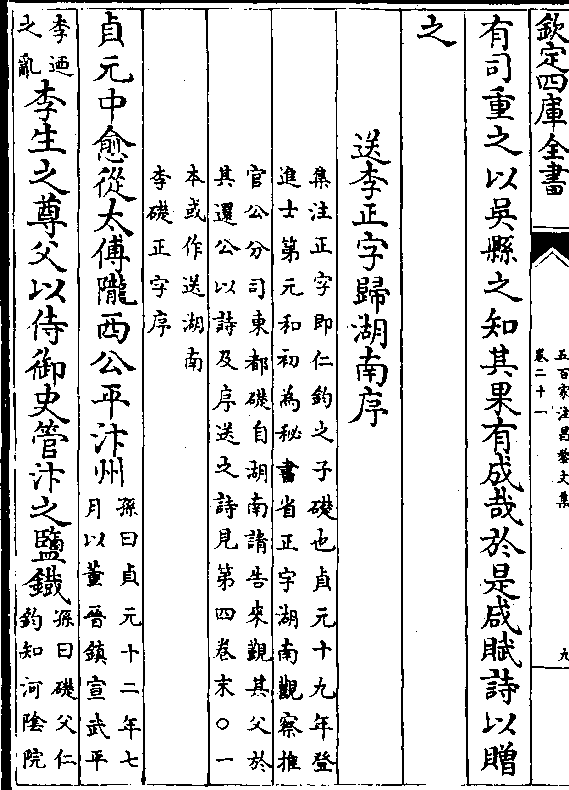 欽定四庫全書
五百家注昌黎文集
卷二十一
九
有司重之以吳縣之知其果有成哉於是咸賦詩以贈
之
送李正字歸湖南序
集注正字即仁鈞之子礎也貞元十九年登
進士第元和初為秘書省正字湖南觀察推
官公分司東都礎自湖南請告來覲其父於
其還公以詩及序送之詩見第四卷末○一
本或作送湖南
李礎正字序
貞元中愈從太傅隴西公平汴州孫曰貞元十二年七
月以董晉鎮宣武平
李迺
之亂李生之尊父以侍御史管汴之鹽鐵孫曰礎父仁
鈞知河陰院